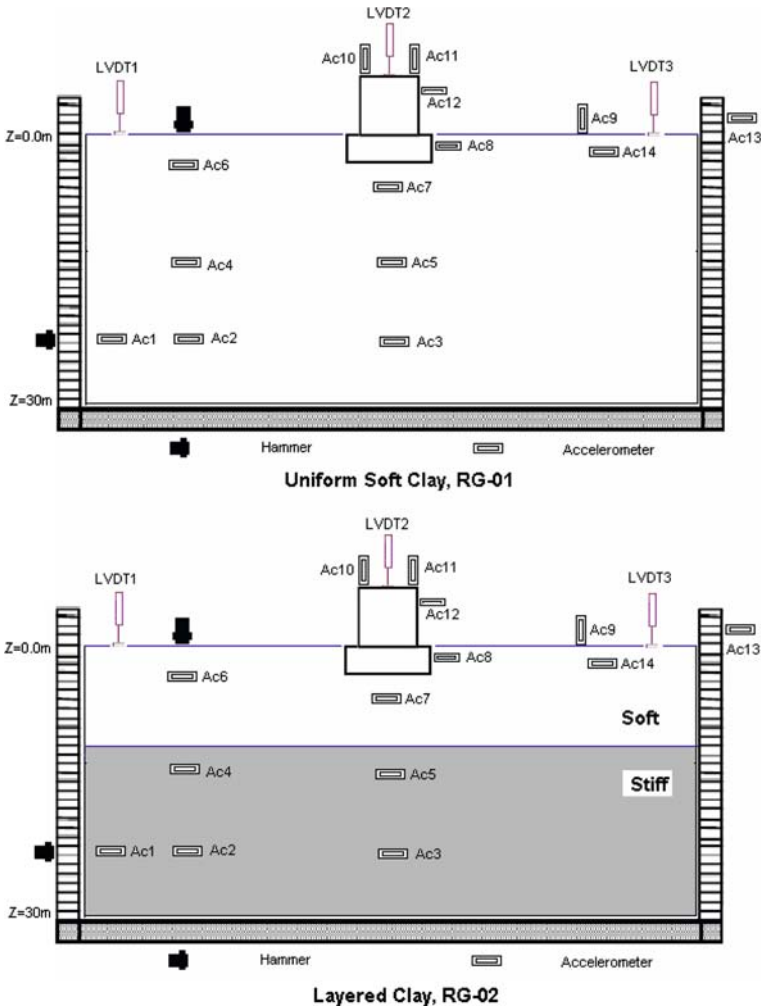 LVDT2
Ac10 Ac11
LVDT1 LVDT3
Ac12
Ac9
Z=0.0m Ac13
Ac8 Ac14
Ac6
Ac7
Ac4 Ac5
Ac1 Ac2 Ac3
Z=30m
Hammer Accelerometer
Uniform Soft Clay, RG-01
LVDT2
Ac10 Ac11
LVDT1 LVDT3
Ac12
Ac9
Z=0.0m Ac13
Ac8 Ac14
Ac6
Ac7
Soft
Ac4 Ac5
Stiff
Ac1 Ac2 Ac3
Z=30m
Hammer Accelerometer
Layered Clay, RG-02